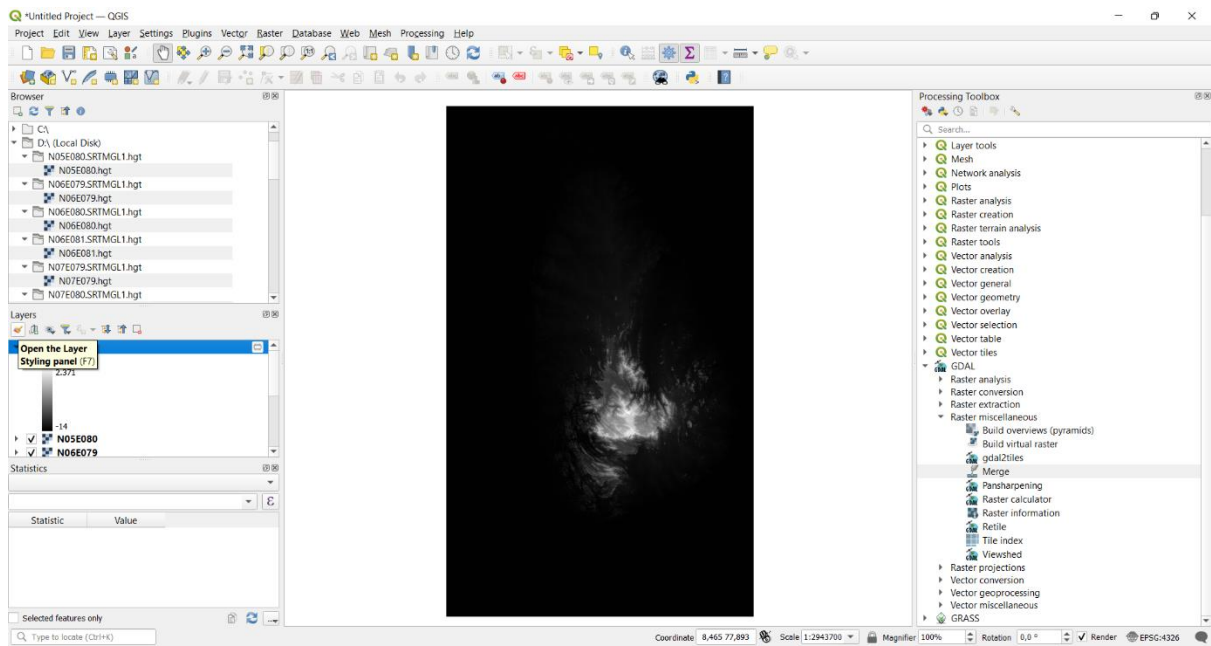 *Untitled Project — QGIS
Project Edit View Layer Settings Plugins Vector Raster Database Web Mesh Processing Help
Browser
C:\
D:\ (Local Disk)
N05E080.SRTMGL1.hgt
N05E080.hgt
N06E079.SRTMGL1.hgt
N06E079.hgt
N06E080.SRTMGL1.hgt
N06E080.hgt
N06E081.SRTMGL1.hgt
N06E081.hgt
N07E079.SRTMGL1.hgt
N07E079.hgt
N07E080.SRTMGL1.hgt
Layers
Open the Layer
Styling panel (F7)
2.371
-14
N05E080
N06E079
Statistics
Statistic Value
Selected features only
Processing Toolbox
Search...
Layer tools
Mesh
Network analysis
Plots
Raster analysis
Raster creation
Raster terrain analysis
Raster tools
Vector analysis
Vector creation
Vector general
Vector geometry
Vector overlay
Vector selection
Vector table
Vector tiles
GDAL
Raster analysis
Raster conversion
Raster extraction
Raster miscellaneous
Build overviews (pyramids)
Build virtual raster
gdal2tiles
Merge
Pansharpening
Raster calculator
Raster information
Retile
Tile index
Viewshed
Raster projections
Vector conversion
Vector geoprocessing
Vector miscellaneous
GRASS
Type to locate (Ctrl+K)
Coordinate 8,465 77,893 Scale 1:2943700 Magnifier 100% Rotation 0,0 ° Render EPSG:4326